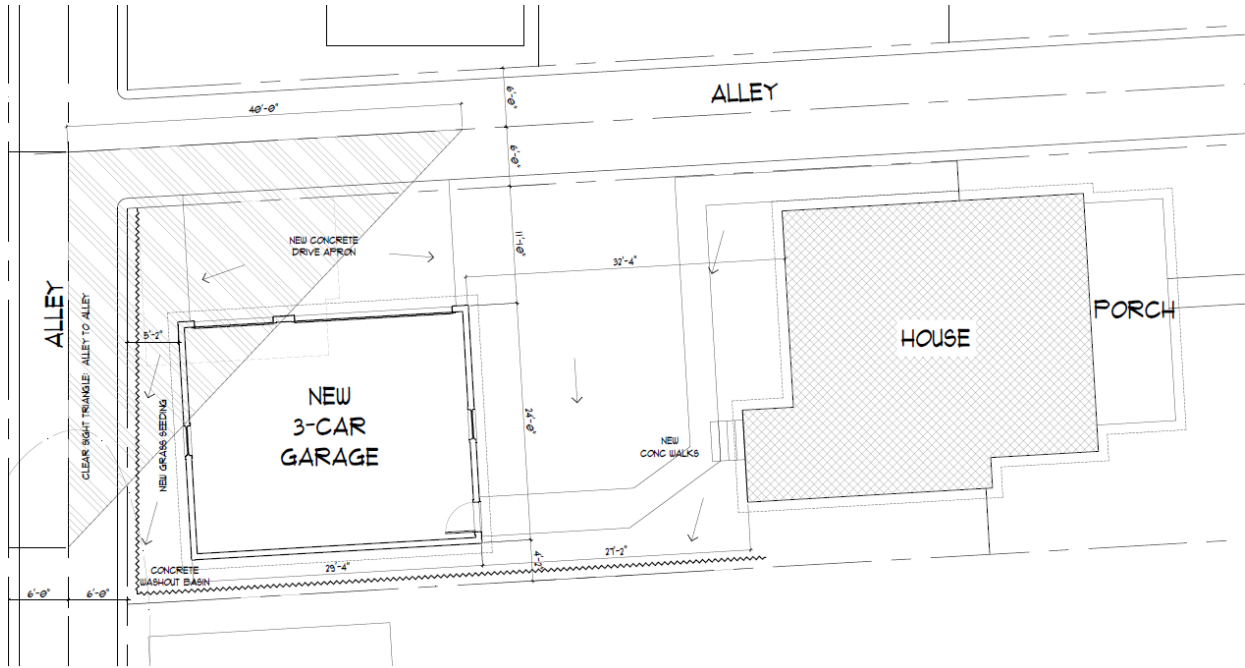 40'-0"
6'-0"
ALLEY
6'-0"
NEW CONCRETE
DRIVE APRON
11'-0"
32'-4"
ALLEY
CLEAR SIGHT TRIANGLE: ALLEY TO ALLEY
5'-2"
HOUSE
PORCH
NEW
3-CAR
GARAGE
24'-0"
NEW GRASS SEEDING
NEW
CONC WALKS
27'-2"
4'-2"
29'-4"
CONCRETE
WASHOUT BASIN
6'-0"
6'-0"